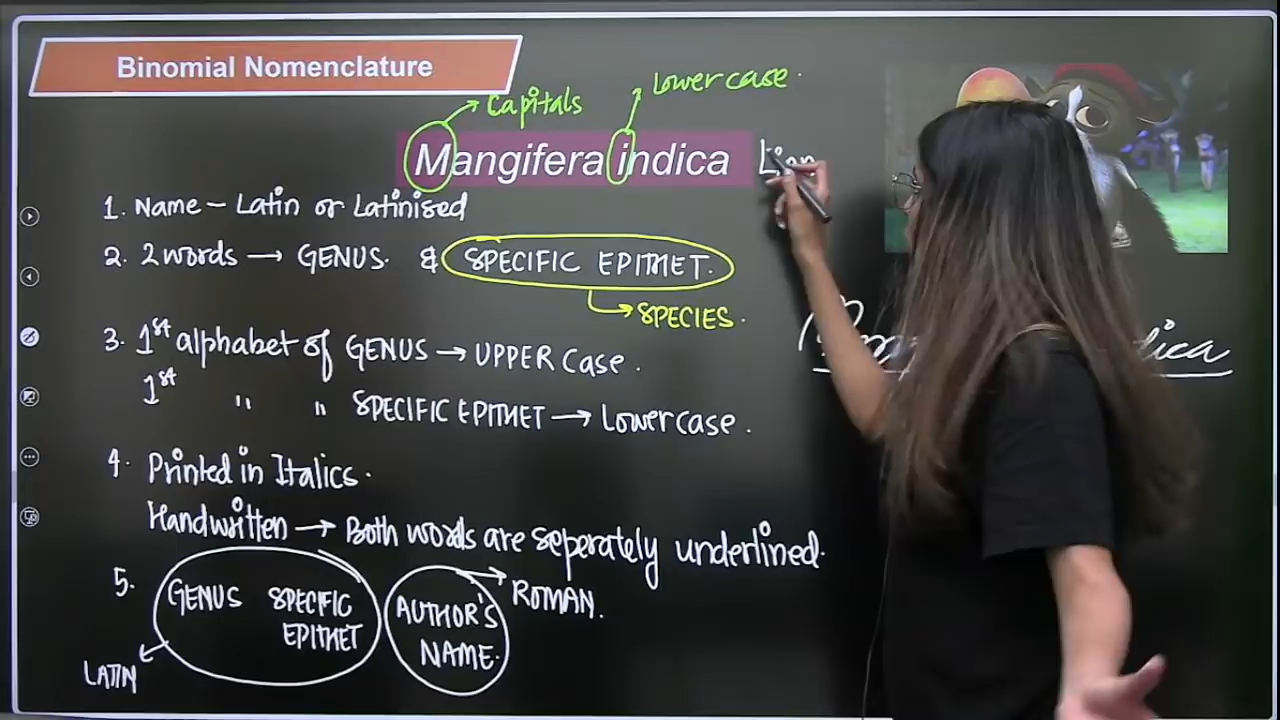 Binomial Nomenclature
Capitals
Lower case.
Mangifera indica
1. Name – Latin or Latinised
2. 2 words → GENUS. & SPECIFIC EPITHET.
→ SPECIES.
3. 1st alphabet of GENUS → UPPER Case.
1st " " SPECIFIC EPITHET → Lower case.
4. Printed in Italics.
Handwritten → Both words are seperately underlined.
5. GENUS SPECIFIC EPITHET
AUTHOR'S NAME.
→ ROMAN.
LATIN